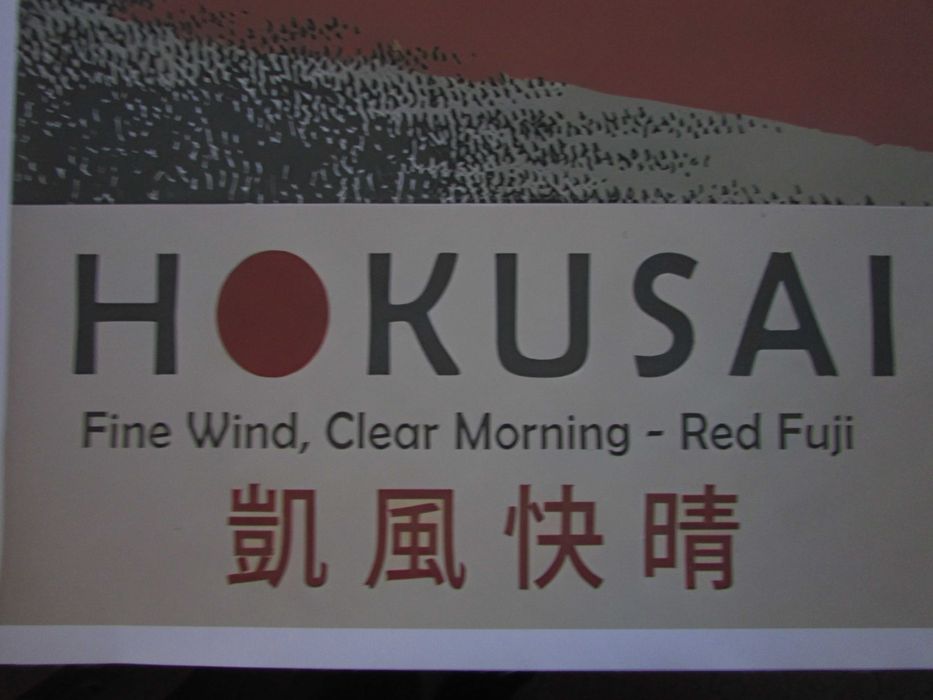 HOKUSAI
Fine Wind, Clear Morning - Red Fuji
凱風快晴